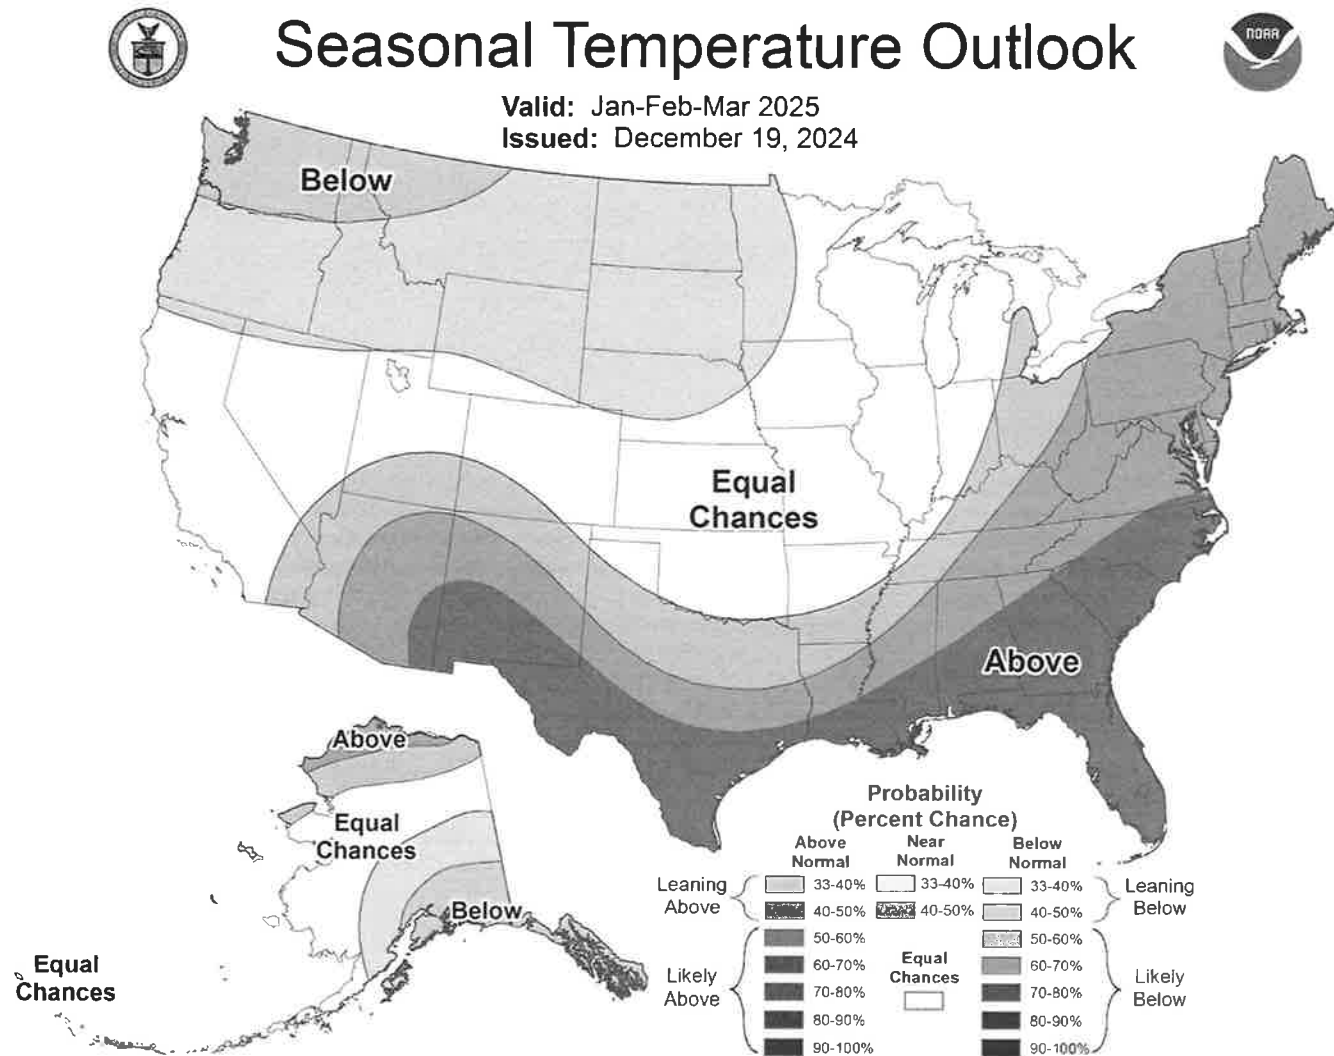 Seasonal Temperature Outlook
NOAA
Valid: Jan-Feb-Mar 2025
Issued: December 19, 2024
Below
Equal
Chances
Above
Above
Equal
Chances
Below
Equal
Chances
Probability
(Percent Chance)
Above
Normal
Near
Normal
Below
Normal
Leaning
Above
33-40%
33-40%
33-40%
Leaning
Below
40-50%
40-50%
40-50%
50-60%
50-60%
Likely
Above
60-70%
Equal
Chances
60-70%
Likely
Below
70-80%
70-80%
80-90%
80-90%
90-100%
90-100%